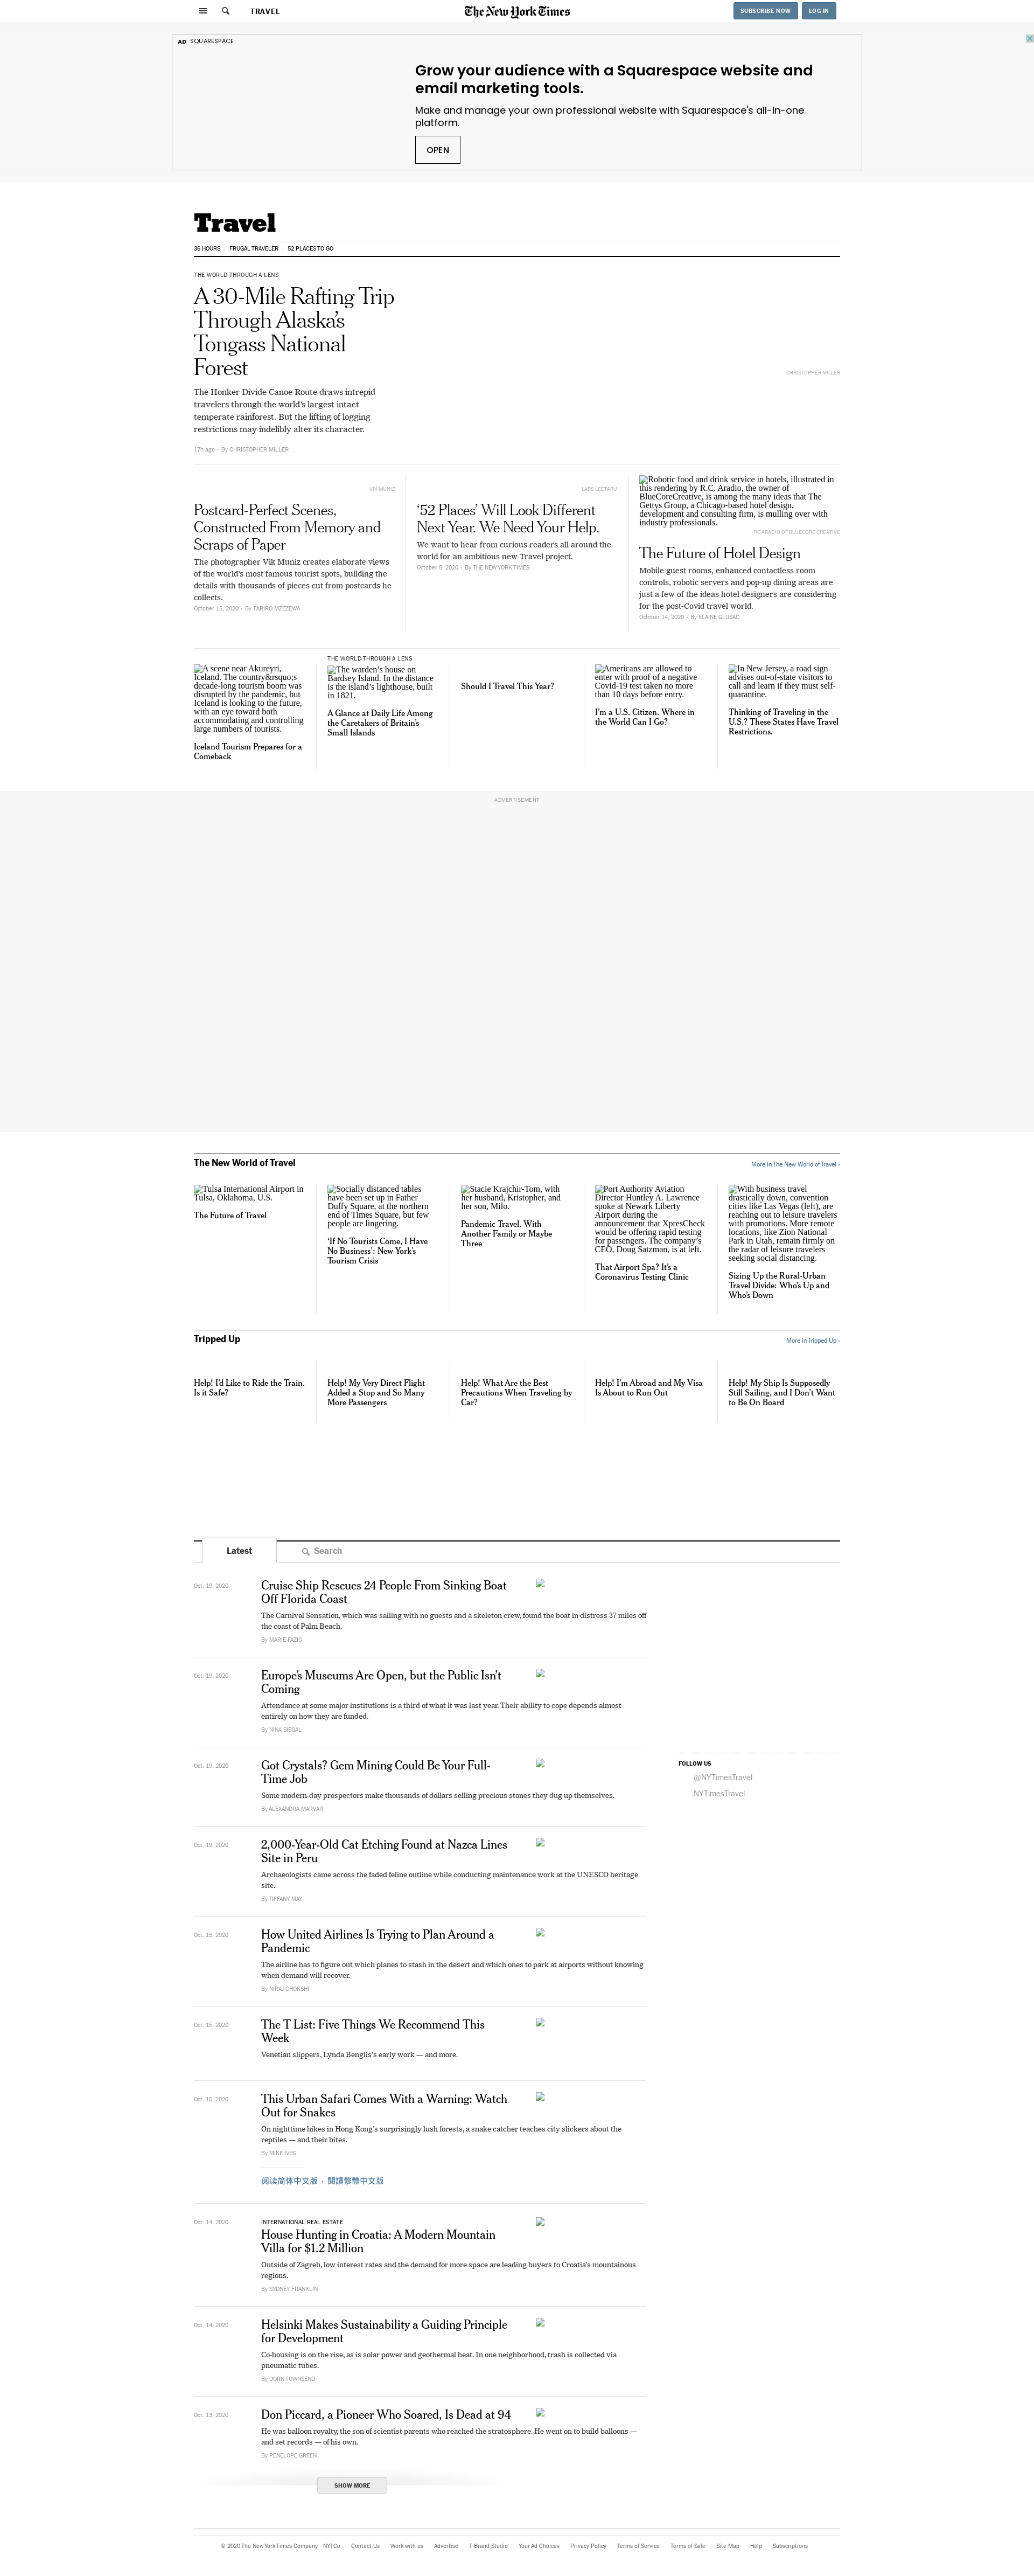 TRAVEL
The New York Times
SUBSCRIBE NOW
LOG IN
AD SQUARESPACE
Grow your audience with a Squarespace website and
email marketing tools.
Make and manage your own professional website with Squarespace's all-in-one
platform.
OPEN
Travel
36 HOURS
FRUGAL TRAVELER
52 PLACES TO GO
THE WORLD THROUGH A LENS
A 30-Mile Rafting Trip
Through Alaska’s
Tongass National
Forest
The Honker Divide Canoe Route draws intrepid
travelers through the world’s largest intact
temperate rainforest. But the lifting of logging
restrictions may indelibly alter its character.
17h ago - By CHRISTOPHER MILLER
CHRISTOPHER MILLER
VIK MUNIZ
Postcard-Perfect Scenes,
Constructed From Memory and
Scraps of Paper
The photographer Vik Muniz creates elaborate views
of the world’s most famous tourist spots, building the
details with thousands of pieces cut from postcards he
collects.
October 15, 2020 - By TARIRO MZEZEWA
LARS LEETARU
‘52 Places’ Will Look Different
Next Year. We Need Your Help.
We want to hear from curious readers all around the
world for an ambitious new Travel project.
October 5, 2020 - By THE NEW YORK TIMES
Robotic food and drink service in hotels, illustrated in
this rendering by R.C. Aradio, the owner of
BlueCoreCreative, is among the many ideas that The
Gettys Group, a Chicago-based hotel design,
development and consulting firm, is mulling over with
industry professionals.
RC ARADIO OF BLUECORE CREATIVE
The Future of Hotel Design
Mobile guest rooms, enhanced contactless room
controls, robotic servers and pop-up dining areas are
just a few of the ideas hotel designers are considering
for the post-Covid travel world.
October 14, 2020 - By ELAINE GLUSAC
A scene near Akureyri,
Iceland. The country&rsquo;s
decade-long tourism boom was
disrupted by the pandemic, but
Iceland is looking to the future,
with an eye toward both
accommodating and controlling
large numbers of tourists.
Iceland Tourism Prepares for a
Comeback
THE WORLD THROUGH A LENS
The warden’s house on
Bardsey Island. In the distance
is the island’s lighthouse, built
in 1821.
A Glance at Daily Life Among
the Caretakers of Britain’s
Small Islands
Should I Travel This Year?
Americans are allowed to
enter with proof of a negative
Covid-19 test taken no more
than 10 days before entry.
I’m a U.S. Citizen. Where in
the World Can I Go?
In New Jersey, a road sign
advises out-of-state visitors to
call and learn if they must self-
quarantine.
Thinking of Traveling in the
U.S.? These States Have Travel
Restrictions.
ADVERTISEMENT
The New World of Travel
More in The New World of Travel »
Tulsa International Airport in
Tulsa, Oklahoma, U.S.
The Future of Travel
Socially distanced tables
have been set up in Father
Duffy Square, at the northern
end of Times Square, but few
people are lingering.
‘If No Tourists Come, I Have
No Business’: New York’s
Tourism Crisis
Stacie Krajchir-Tom, with
her husband, Kristopher, and
her son, Milo.
Pandemic Travel, With
Another Family or Maybe
Three
Port Authority Aviation
Director Huntley A. Lawrence
spoke at Newark Liberty
Airport during the
announcement that XpresCheck
would be offering rapid testing
for passengers. The company’s
CEO, Doug Satzman, is at left.
That Airport Spa? It’s a
Coronavirus Testing Clinic
With business travel
drastically down, convention
cities like Las Vegas (left), are
reaching out to leisure travelers
with promotions. More remote
locations, like Zion National
Park in Utah, remain firmly on
the radar of leisure travelers
seeking social distancing.
Sizing Up the Rural-Urban
Travel Divide: Who’s Up and
Who’s Down
Tripped Up
More in Tripped Up »
Help! I’d Like to Ride the Train.
Is it Safe?
Help! My Very Direct Flight
Added a Stop and So Many
More Passengers
Help! What Are the Best
Precautions When Traveling by
Car?
Help! I’m Abroad and My Visa
Is About to Run Out
Help! My Ship Is Supposedly
Still Sailing, and I Don’t Want
to Be On Board
Latest
Search
Oct. 19, 2020
Cruise Ship Rescues 24 People From Sinking Boat
Off Florida Coast
The Carnival Sensation, which was sailing with no guests and a skeleton crew, found the boat in distress 37 miles off
the coast of Palm Beach.
By MARIE FAZIO
Oct. 19, 2020
Europe’s Museums Are Open, but the Public Isn’t
Coming
Attendance at some major institutions is a third of what it was last year. Their ability to cope depends almost
entirely on how they are funded.
By NINA SIEGAL
Oct. 19, 2020
Got Crystals? Gem Mining Could Be Your Full-
Time Job
Some modern-day prospectors make thousands of dollars selling precious stones they dug up themselves.
By ALEXANDRA MARVAR
Oct. 19, 2020
2,000-Year-Old Cat Etching Found at Nazca Lines
Site in Peru
Archaeologists came across the faded feline outline while conducting maintenance work at the UNESCO heritage
site.
By TIFFANY MAY
Oct. 15, 2020
How United Airlines Is Trying to Plan Around a
Pandemic
The airline has to figure out which planes to stash in the desert and which ones to park at airports without knowing
when demand will recover.
By NIRAJ CHOKSHI
Oct. 15, 2020
The T List: Five Things We Recommend This
Week
Venetian slippers, Lynda Benglis’s early work — and more.
Oct. 15, 2020
This Urban Safari Comes With a Warning: Watch
Out for Snakes
On nighttime hikes in Hong Kong’s surprisingly lush forests, a snake catcher teaches city slickers about the
reptiles — and their bites.
By MIKE IVES
阅读简体中文版 • 閱讀繁體中文版
Oct. 14, 2020
INTERNATIONAL REAL ESTATE
House Hunting in Croatia: A Modern Mountain
Villa for $1.2 Million
Outside of Zagreb, low interest rates and the demand for more space are leading buyers to Croatia’s mountainous
regions.
By SYDNEY FRANKLIN
Oct. 14, 2020
Helsinki Makes Sustainability a Guiding Principle
for Development
Co-housing is on the rise, as is solar power and geothermal heat. In one neighborhood, trash is collected via
pneumatic tubes.
By DORN TOWNSEND
Oct. 13, 2020
Don Piccard, a Pioneer Who Soared, Is Dead at 94
He was balloon royalty, the son of scientist parents who reached the stratosphere. He went on to build balloons —
and set records — of his own.
By PENELOPE GREEN
SHOW MORE
FOLLOW US
@NYTimesTravel
NYTimesTravel
© 2020 The New York Times Company NYTCo Contact Us Work with us Advertise T Brand Studio Your Ad Choices Privacy Policy Terms of Service Terms of Sale Site Map Help Subscriptions